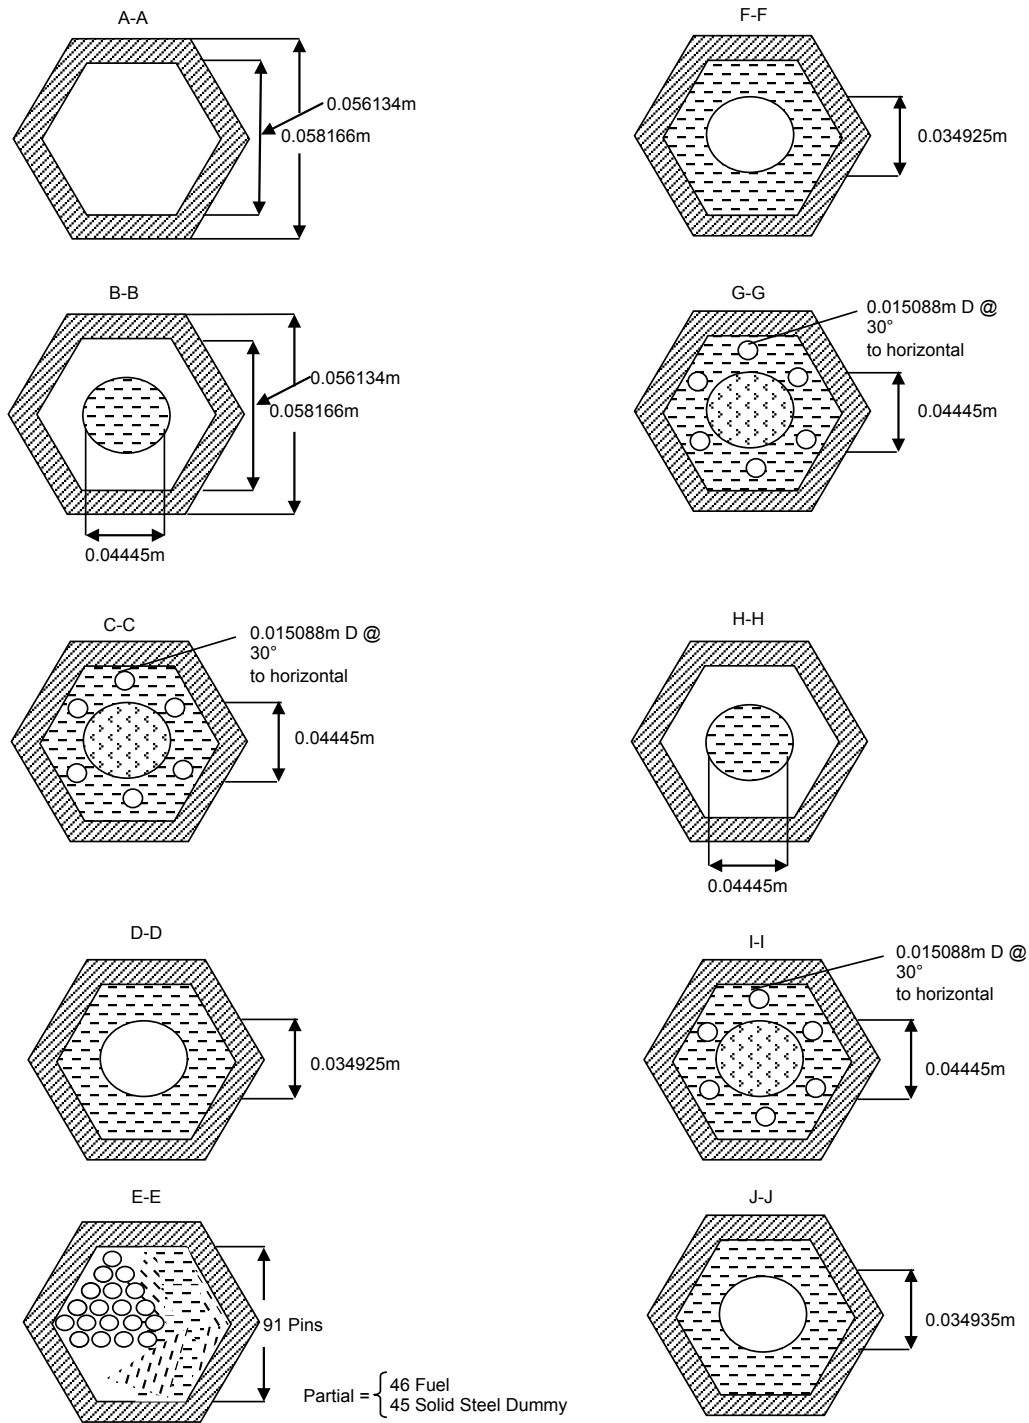 A-A
0.056134m
0.058166m
F-F
0.034925m
B-B
0.056134m
0.058166m
0.04445m
G-G
0.015088m D @
30°
to horizontal
0.04445m
C-C
0.015088m D @
30°
to horizontal
0.04445m
H-H
0.04445m
D-D
0.034925m
I-I
0.015088m D @
30°
to horizontal
0.04445m
E-E
91 Pins
Partial = { 46 Fuel
45 Solid Steel Dummy
J-J
0.034935m